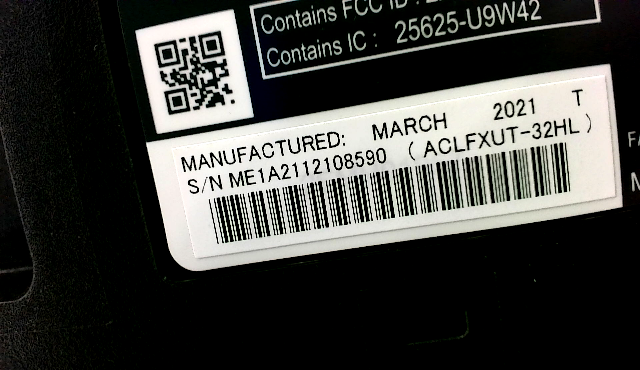 Contains FCC ID :
Contains IC : 25625-U9W42
MANUFACTURED: MARCH 2021 T
S/N ME1A2112108590 (ACLFXUT-32HL)